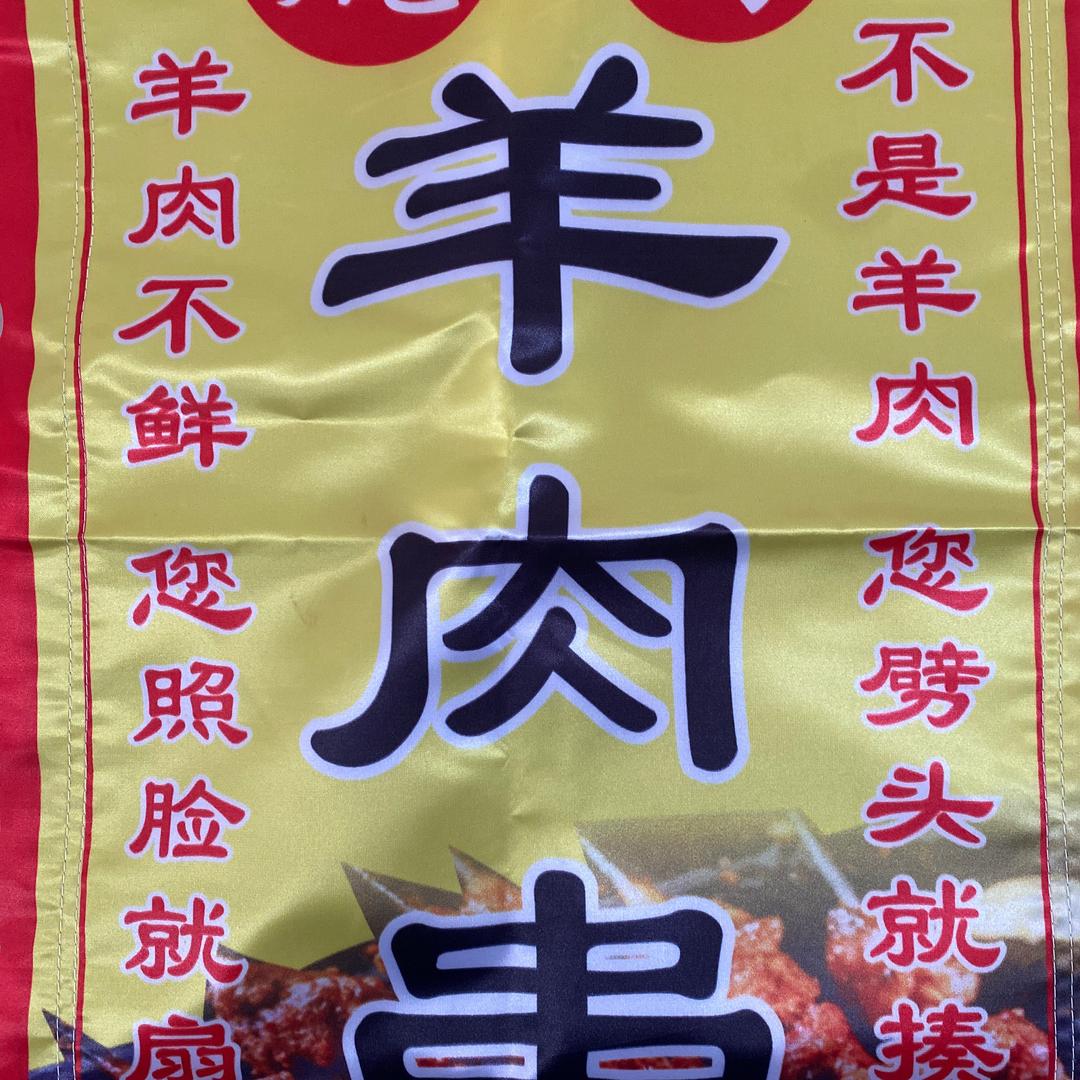 不是羊肉 您劈头就揍
羊肉串
羊肉不鲜 您照脸就扇